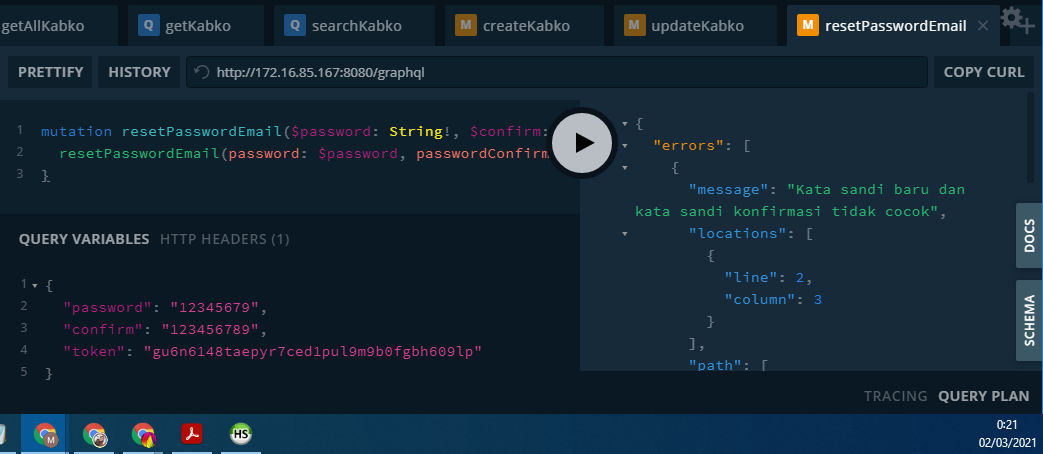 getAllKabko Q getKabko Q searchKabko M createKabko M updateKabko M resetPasswordEmail
PRETTIFY HISTORY http://172.16.85.167:8080/graphql COPY CURL
1 mutation resetPasswordEmail($password: String!, $confirm:
2 resetPasswordEmail(password: $password, passwordConfirm
3 }
QUERY VARIABLES HTTP HEADERS (1)
1 {
2 "password": "12345679",
3 "confirm": "123456789",
4 "token": "gu6n6148taepyr7ced1pul9m9b0fgbh609lp"
5 }
{
"errors": [
{
"message": "Kata sandi baru dan
kata sandi konfirmasi tidak cocok",
"locations": [
{
"line": 2,
"column": 3
}
],
"path": [
DOCS
SCHEMA
TRACING QUERY PLAN
M HS
0:21
02/03/2021